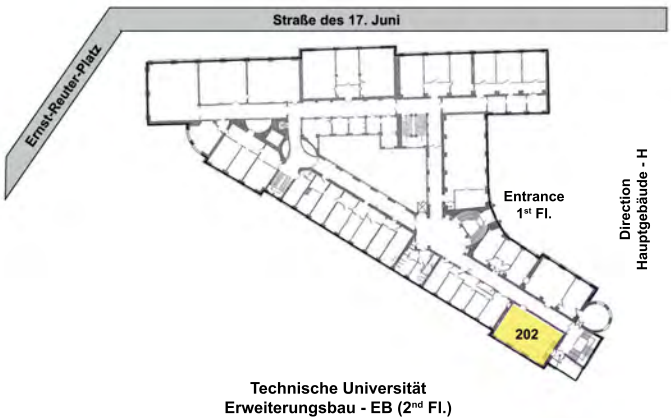 Straße des 17. Juni
Ernst-Reuter-Platz
Entrance
1st Fl.
Direction
Hauptgebäude - H
202
Technische Universität
Erweiterungsbau - EB (2nd Fl.)